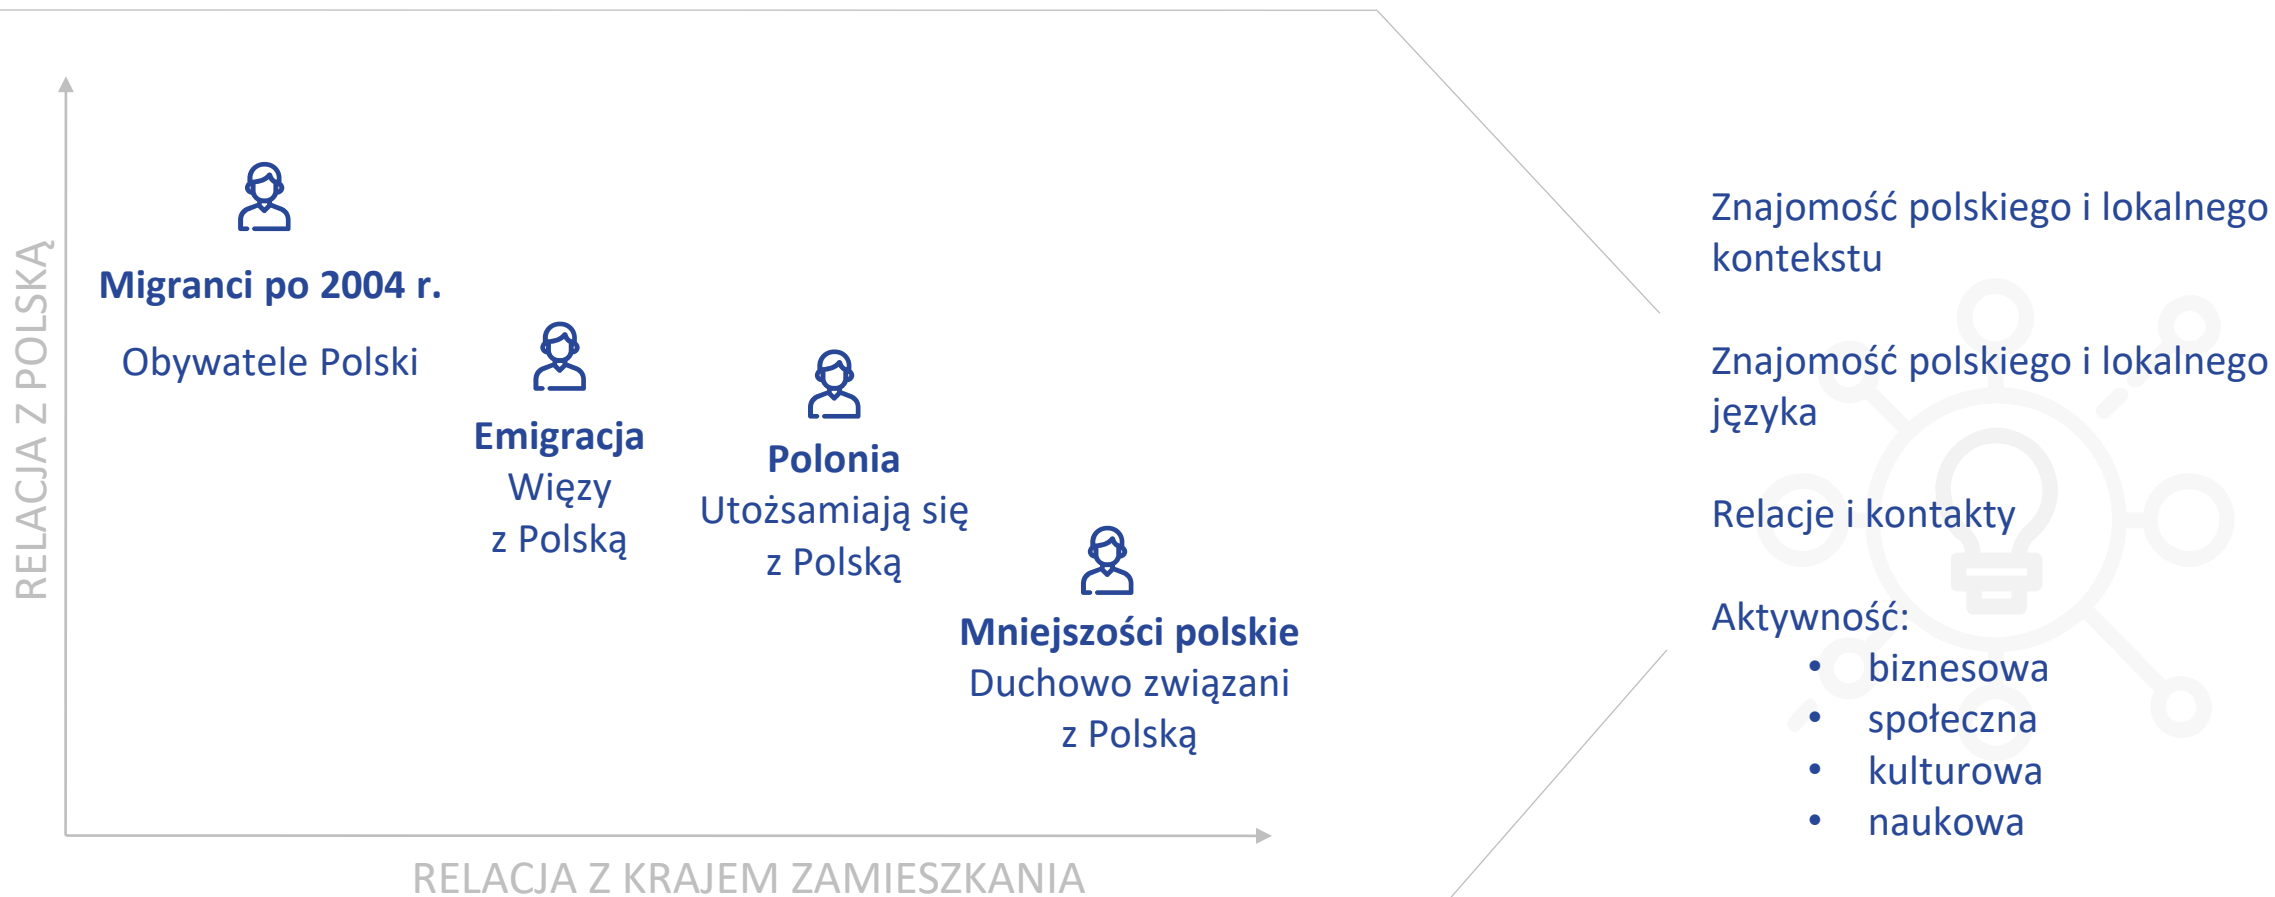 RELACJA Z POLSKĄ
Migranci po 2004 r.
Obywatele Polski
Emigracja
Więzy
z Polską
Polonia
Utożsamiają się
z Polską
Mniejszości polskie
Duchowo związani
z Polską
RELACJA Z KRAJEM ZAMIESZKANIA
Znajomość polskiego i lokalnego
kontekstu
Znajomość polskiego i lokalnego
języka
Relacje i kontakty
Aktywność:
• biznesowa
• społeczna
• kulturowa
• naukowa